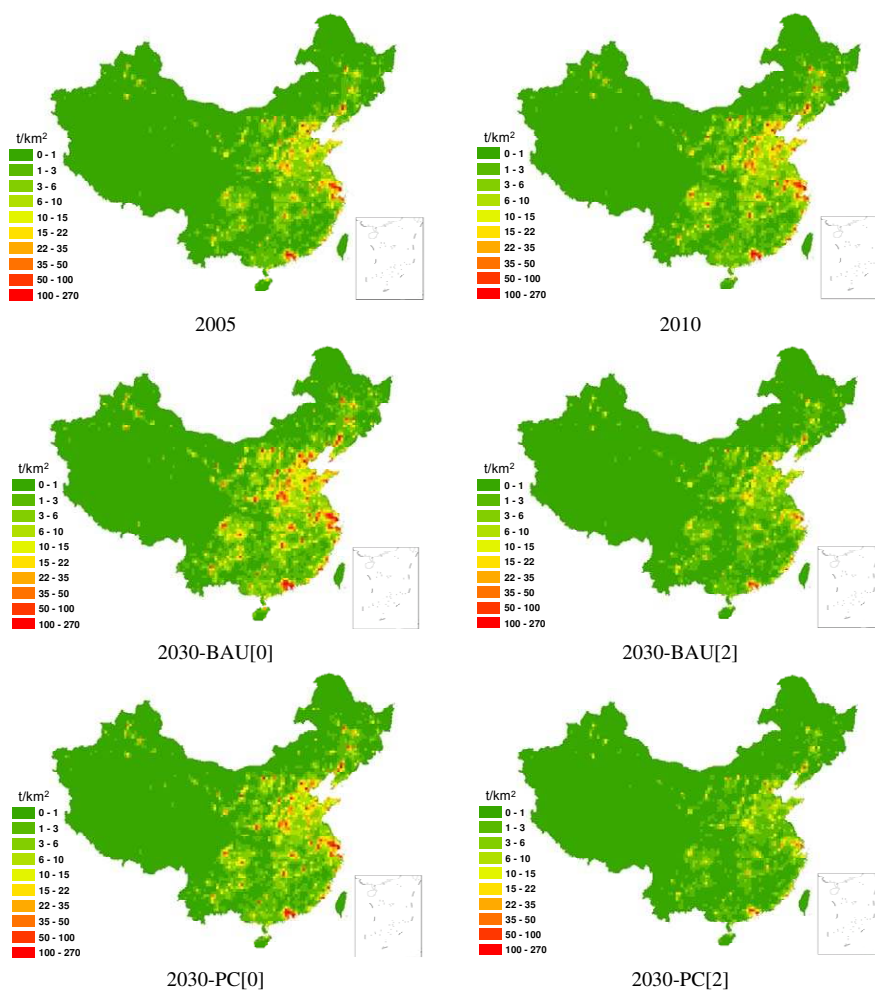 t/km²
0 - 1
1 - 3
3 - 6
6 - 10
10 - 15
15 - 22
22 - 35
35 - 50
50 - 100
100 - 270
2005
t/km²
0 - 1
1 - 3
3 - 6
6 - 10
10 - 15
15 - 22
22 - 35
35 - 50
50 - 100
100 - 270
2010
t/km²
0 - 1
1 - 3
3 - 6
6 - 10
10 - 15
15 - 22
22 - 35
35 - 50
50 - 100
100 - 270
2030-BAU[0]
t/km²
0 - 1
1 - 3
3 - 6
6 - 10
10 - 15
15 - 22
22 - 35
35 - 50
50 - 100
100 - 270
2030-BAU[2]
t/km²
0 - 1
1 - 3
3 - 6
6 - 10
10 - 15
15 - 22
22 - 35
35 - 50
50 - 100
100 - 270
2030-PC[0]
t/km²
0 - 1
1 - 3
3 - 6
6 - 10
10 - 15
15 - 22
22 - 35
35 - 50
50 - 100
100 - 270
2030-PC[2]